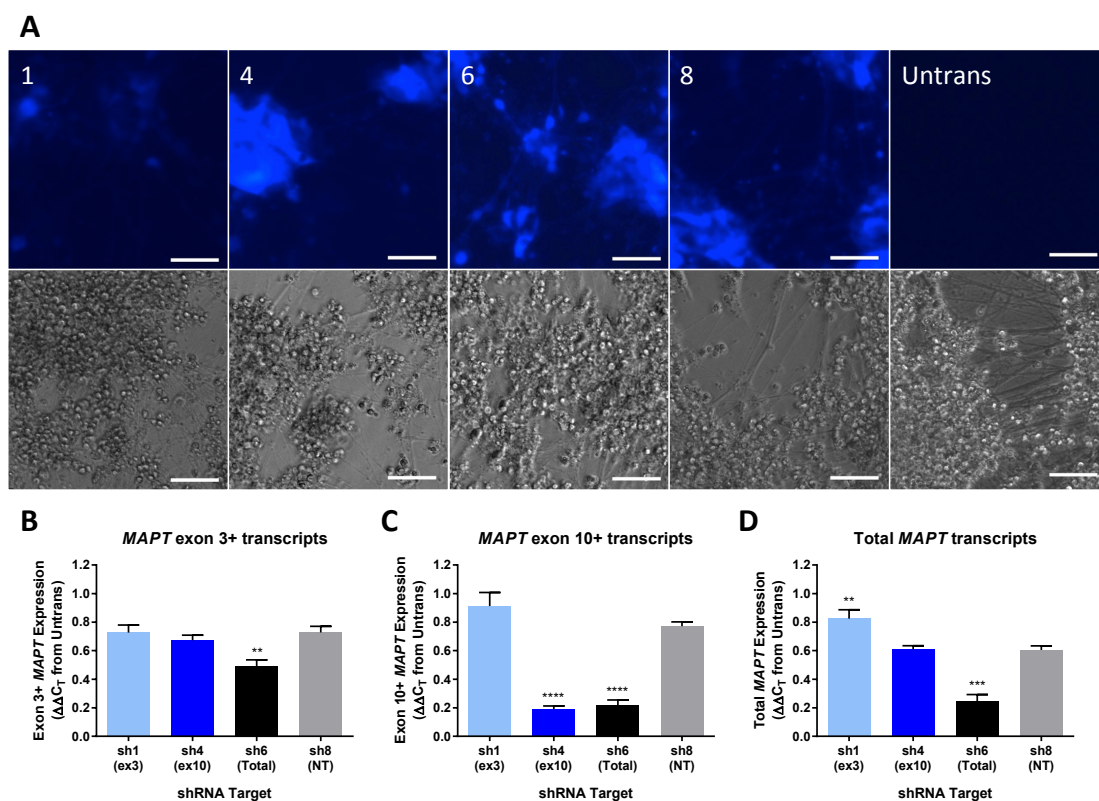 A
1 4 6 8 Untrans
B C D
MAPT exon 3+ transcripts
Exon 3+ MAPT Expression
(ΔΔCT from Untrans)
1.2
1.0
0.8
0.6
0.4
0.2
0.0
**
sh1 sh4 sh6 sh8
(ex3) (ex10) (Total) (NT)
shRNA Target
MAPT exon 10+ transcripts
Exon 10+ MAPT Expression
(ΔΔCT from Untrans)
1.2
1.0
0.8
0.6
0.4
0.2
0.0
**** ****
sh1 sh4 sh6 sh8
(ex3) (ex10) (Total) (NT)
shRNA Target
Total MAPT transcripts
Total MAPT Expression
(ΔΔCT from Untrans)
1.2
1.0
0.8
0.6
0.4
0.2
0.0
** ***
sh1 sh4 sh6 sh8
(ex3) (ex10) (Total) (NT)
shRNA Target